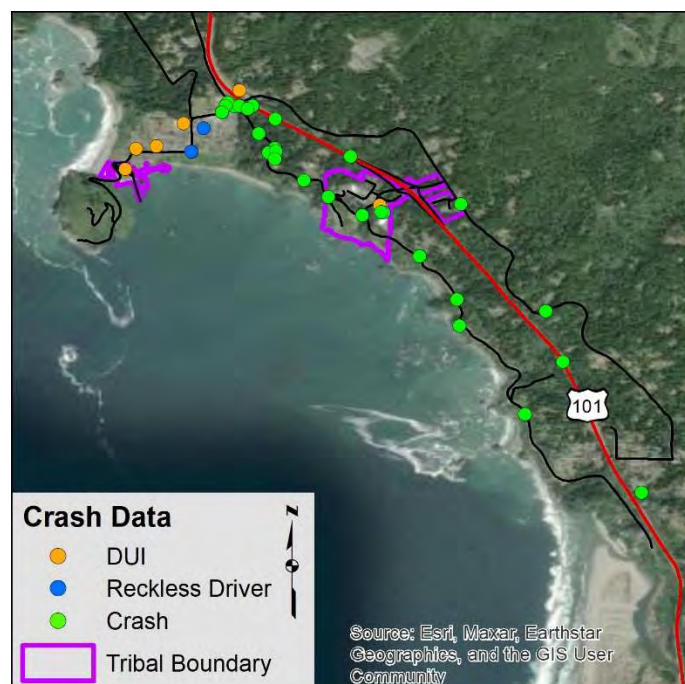 101
Crash Data
N
DUI
Reckless Driver
Crash
Tribal Boundary
Source: Esri, Maxar, Earthstar
Geographics, and the GIS User
Community